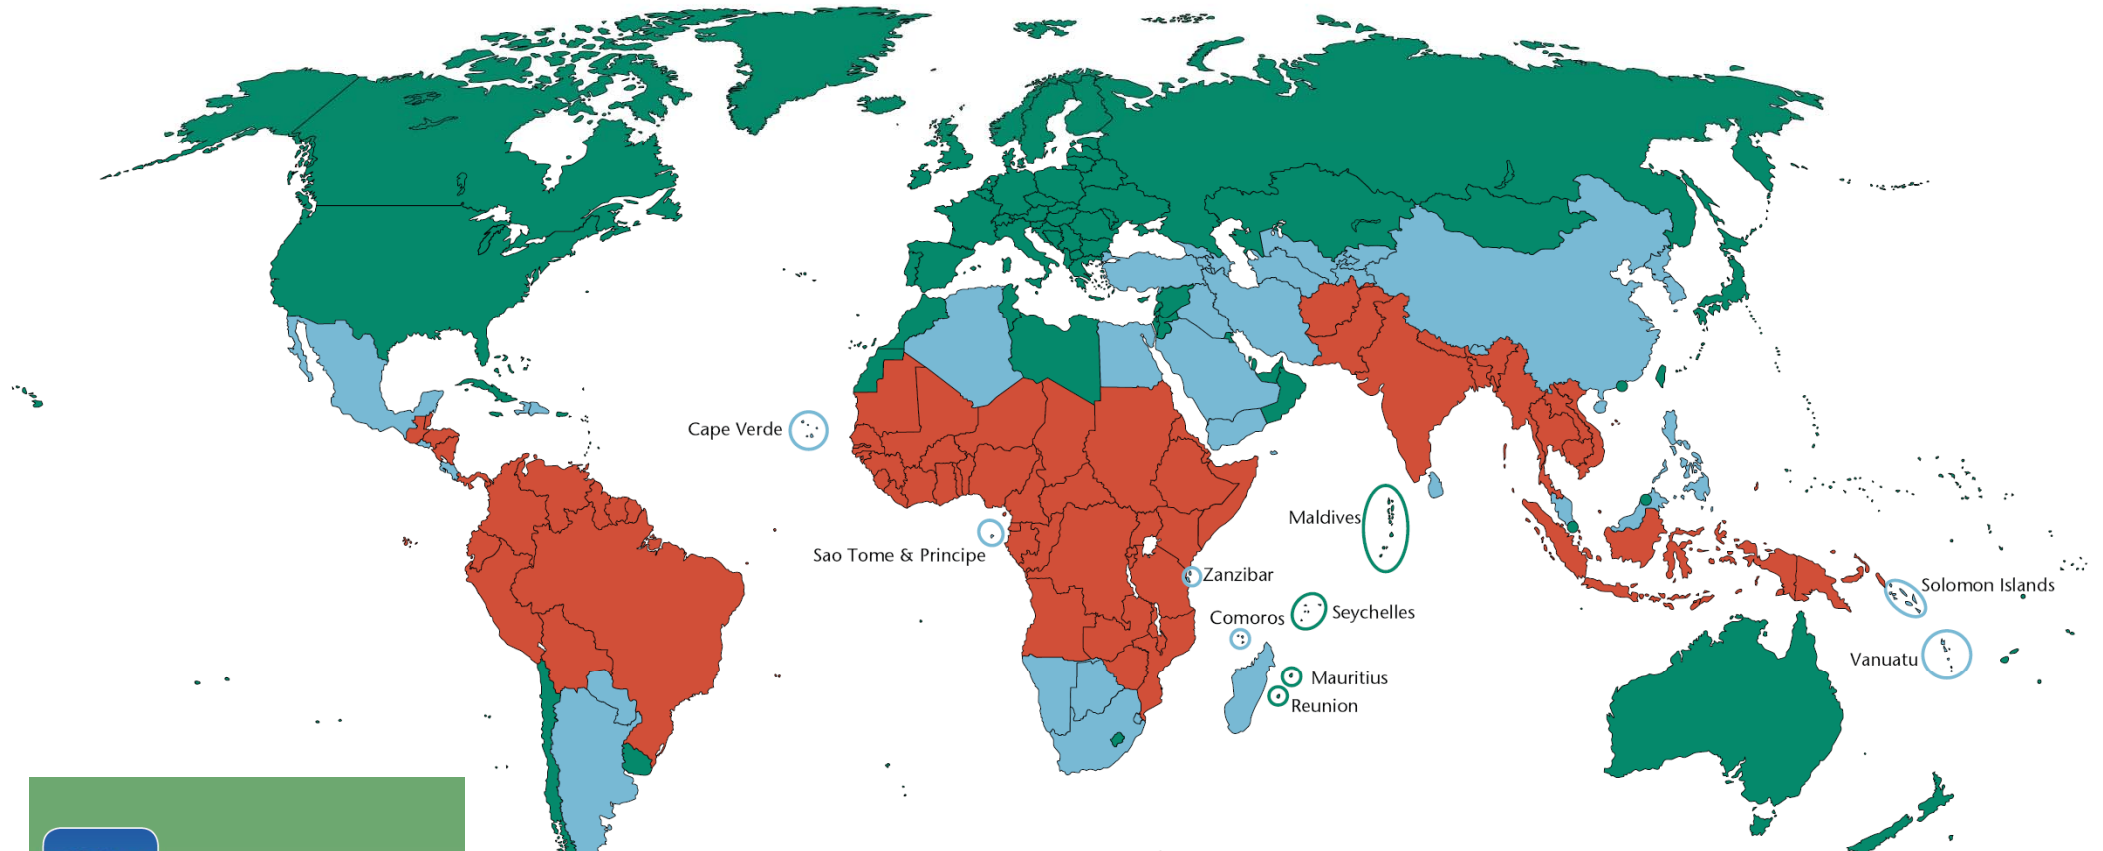 Cape Verde
Sao Tome & Principe
Maldives
Zanzibar
Comoros
Seychelles
Mauritius
Reunion
Solomon Islands
Vanuatu